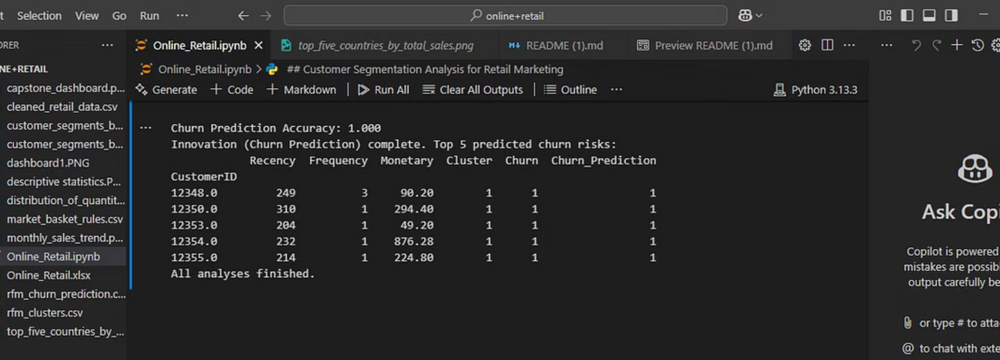 t Selection View Go Run ··· ← → online+retail
ORER ··· Online_Retail.ipynb × top_five_countries_by_total_sales.png README (1).md Preview README (1).md ··· ···
NE+RETAIL
Online_Retail.ipynb > ## Customer Segmentation Analysis for Retail Marketing
Generate + Code + Markdown Run All Clear All Outputs Outline ··· Python 3.13.3
capstone_dashboard.p...
cleaned_retail_data.csv
customer_segments_b...
customer_segments_b...
dashboard1.PNG
descriptive statistics.P...
distribution_of_quantit...
market_basket_rules.csv
monthly_sales_trend.p...
Online_Retail.ipynb
Online_Retail.xlsx
rfm_churn_prediction.c...
rfm_clusters.csv
top_five_countries_by_...
··· Churn Prediction Accuracy: 1.000
Innovation (Churn Prediction) complete. Top 5 predicted churn risks:
Recency Frequency Monetary Cluster Churn Churn_Prediction
CustomerID
12348.0 249 3 90.20 1 1 1
12350.0 310 1 294.40 1 1 1
12353.0 204 1 49.20 1 1 1
12354.0 232 1 876.28 1 1 1
12355.0 214 1 224.80 1 1 1
All analyses finished.
Ask Copi
Copilot is powered
mistakes are possib
output carefully be
or type # to atta
@ to chat with exte